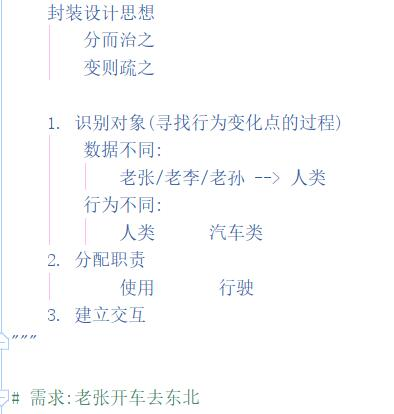 封装设计思想
分而治之
变则疏之
1. 识别对象(寻找行为变化点的过程)
数据不同:
老张/老李/老孙 --> 人类
行为不同:
人类 汽车类
2. 分配职责
使用 行驶
3. 建立交互
"""
# 需求:老张开车去东北